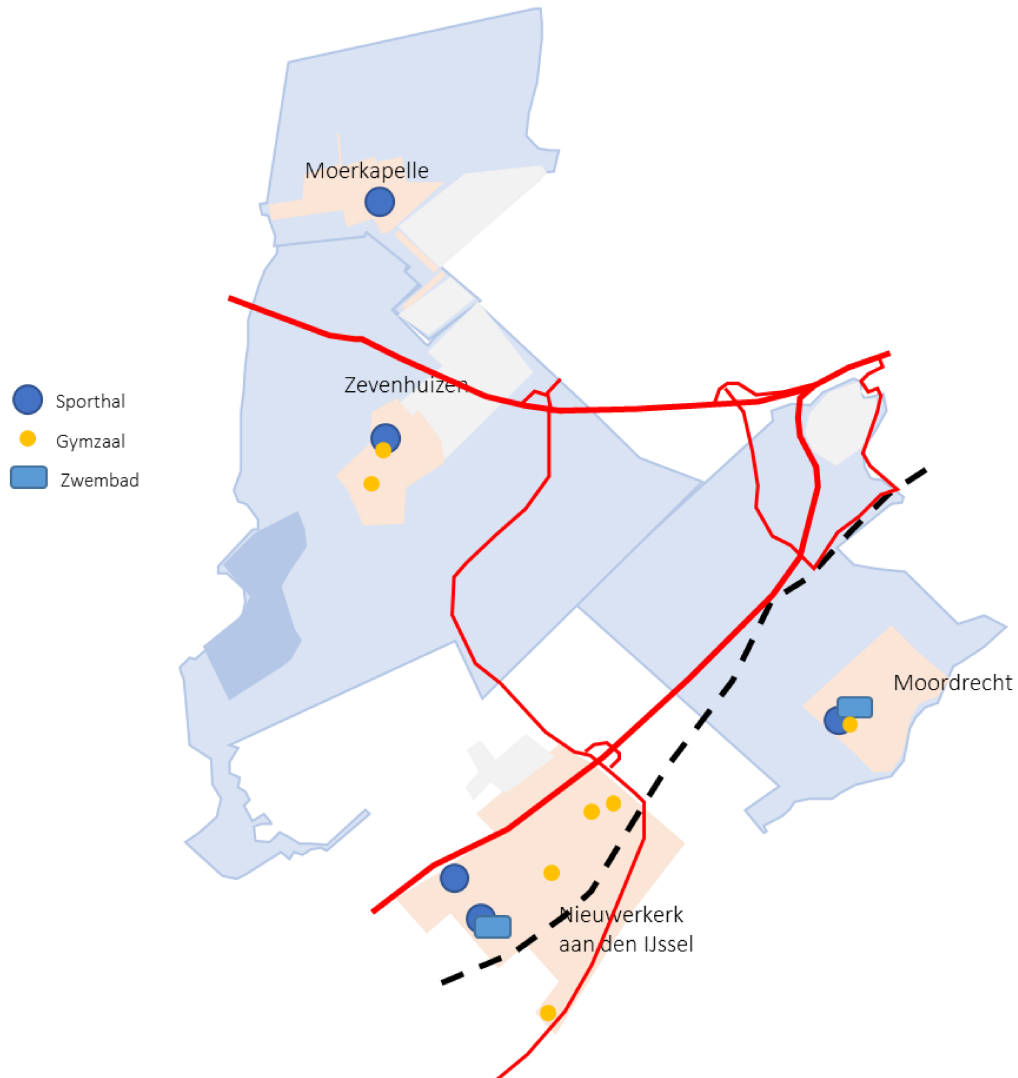 Moerkapelle
Zevenhuizen
Sporthal
Gymzaal
Zwembad
Moordrecht
Nieuwerkerk
aan den IJssel